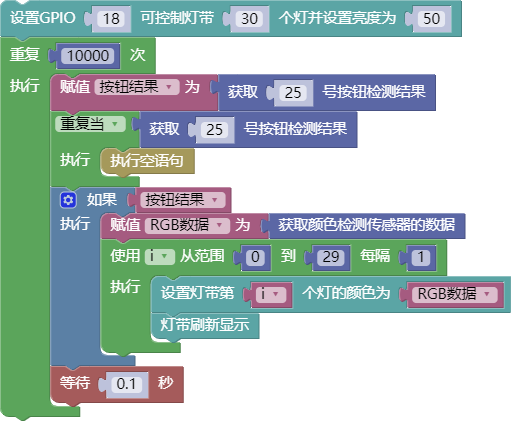 设置GPIO 18 可控制灯带 30 个灯并设置亮度为 50
重复 10000 次
执行 赋值 按钮结果 为 获取 25 号按钮检测结果
重复当 获取 25 号按钮检测结果
执行 执行空语句
如果 按钮结果
执行 赋值 RGB数据 为 获取颜色检测传感器的数据
使用 i 从范围 0 到 29 每隔 1
执行 设置灯带第 i 个灯的颜色为 RGB数据
灯带刷新显示
等待 0.1 秒